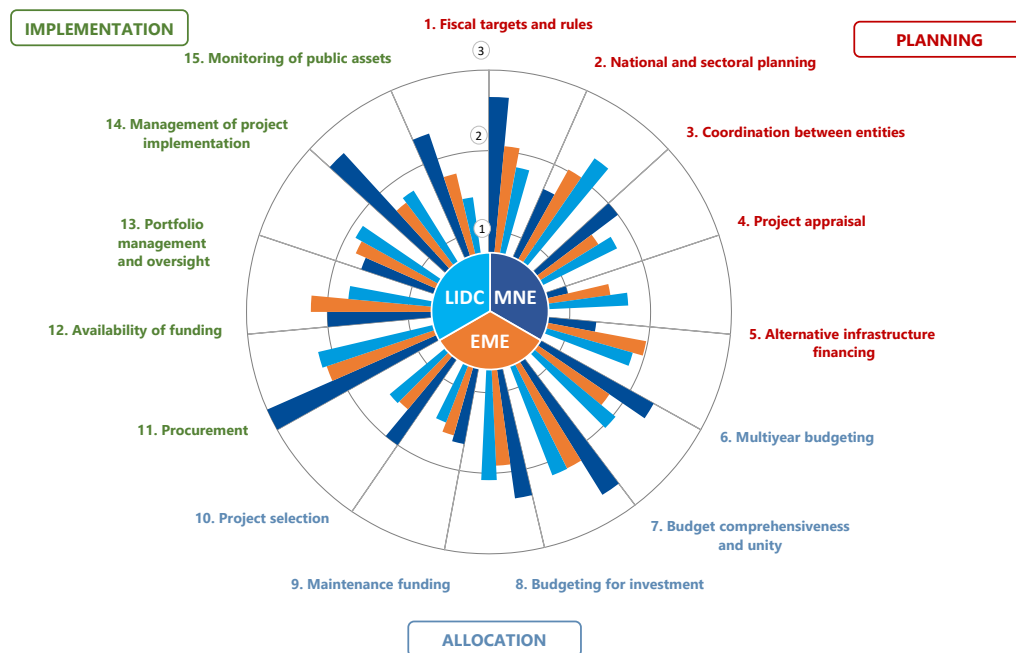 IMPLEMENTATION
1. Fiscal targets and rules
PLANNING
3
15. Monitoring of public assets
2. National and sectoral planning
14. Management of project
implementation
2
3. Coordination between entities
13. Portfolio
management
and oversight
1
4. Project appraisal
LIDC
MNE
EME
12. Availability of funding
5. Alternative infrastructure
financing
11. Procurement
6. Multiyear budgeting
10. Project selection
7. Budget comprehensiveness
and unity
9. Maintenance funding
8. Budgeting for investment
ALLOCATION